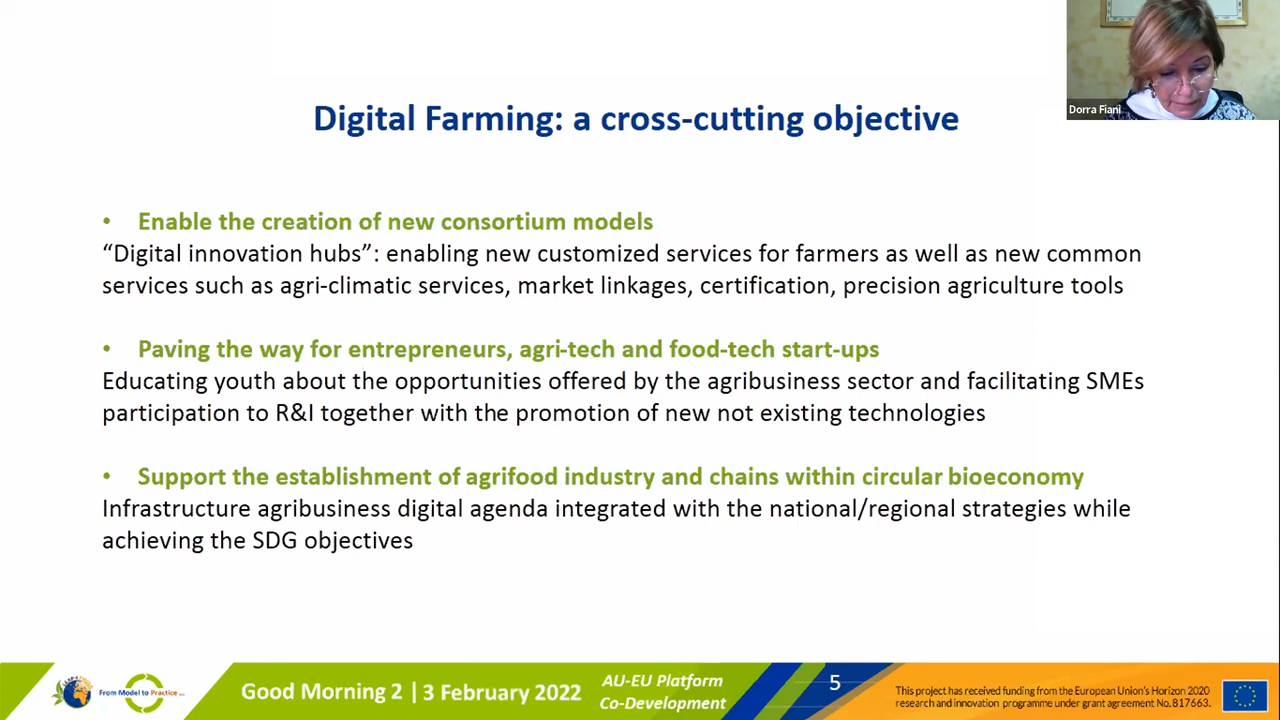 Digital Farming: a cross-cutting objective
Dorra Fiani
• Enable the creation of new consortium models
“Digital innovation hubs”: enabling new customized services for farmers as well as new common
services such as agri-climatic services, market linkages, certification, precision agriculture tools
• Paving the way for entrepreneurs, agri-tech and food-tech start-ups
Educating youth about the opportunities offered by the agribusiness sector and facilitating SMEs
participation to R&I together with the promotion of new not existing technologies
• Support the establishment of agrifood industry and chains within circular bioeconomy
Infrastructure agribusiness digital agenda integrated with the national/regional strategies while
achieving the SDG objectives
From Model to Practice ...
Good Morning 2 | 3 February 2022
AU-EU Platform
Co-Development
5
This project has received funding from the European Union's Horizon 2020
research and innovation programme under grant agreement No.817663.